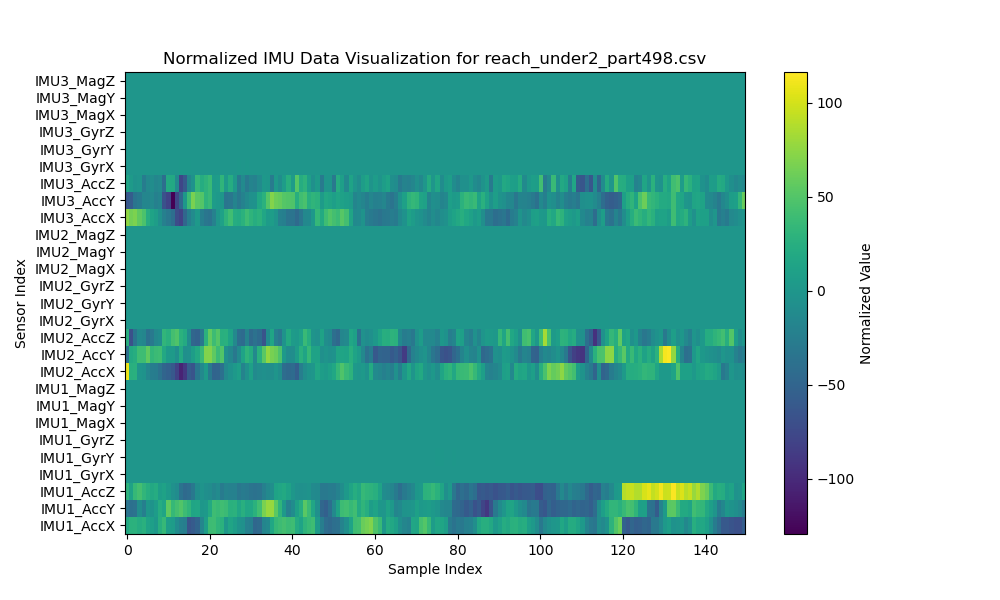 Normalized IMU Data Visualization for reach_under2_part498.csv
IMU3_MagZ
IMU3_MagY
IMU3_MagX
IMU3_GyrZ
IMU3_GyrY
IMU3_GyrX
IMU3_AccZ
IMU3_AccY
IMU3_AccX
IMU2_MagZ
IMU2_MagY
IMU2_MagX
IMU2_GyrZ
IMU2_GyrY
IMU2_GyrX
IMU2_AccZ
IMU2_AccY
IMU2_AccX
IMU1_MagZ
IMU1_MagY
IMU1_MagX
IMU1_GyrZ
IMU1_GyrY
IMU1_GyrX
IMU1_AccZ
IMU1_AccY
IMU1_AccX
Sensor Index
0 20 40 60 80 100 120 140
Sample Index
100
50
0
−50
−100
Normalized Value